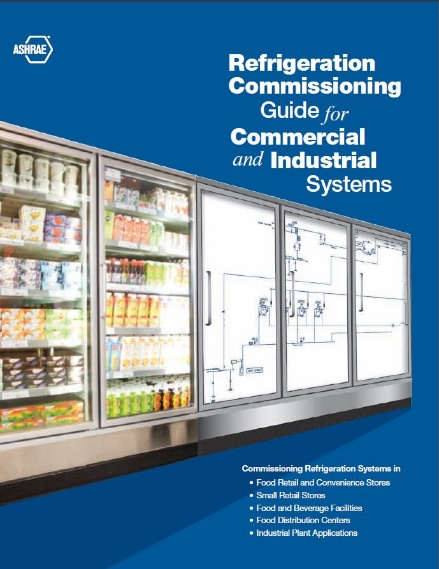 ASHRAE
Refrigeration
Commissioning
Guide for
Commercial
and Industrial
Systems
Commissioning Refrigeration Systems in
• Food Retail and Convenience Stores
• Small Retail Stores
• Food and Beverage Facilities
• Food Distribution Centers
• Industrial Plant Applications